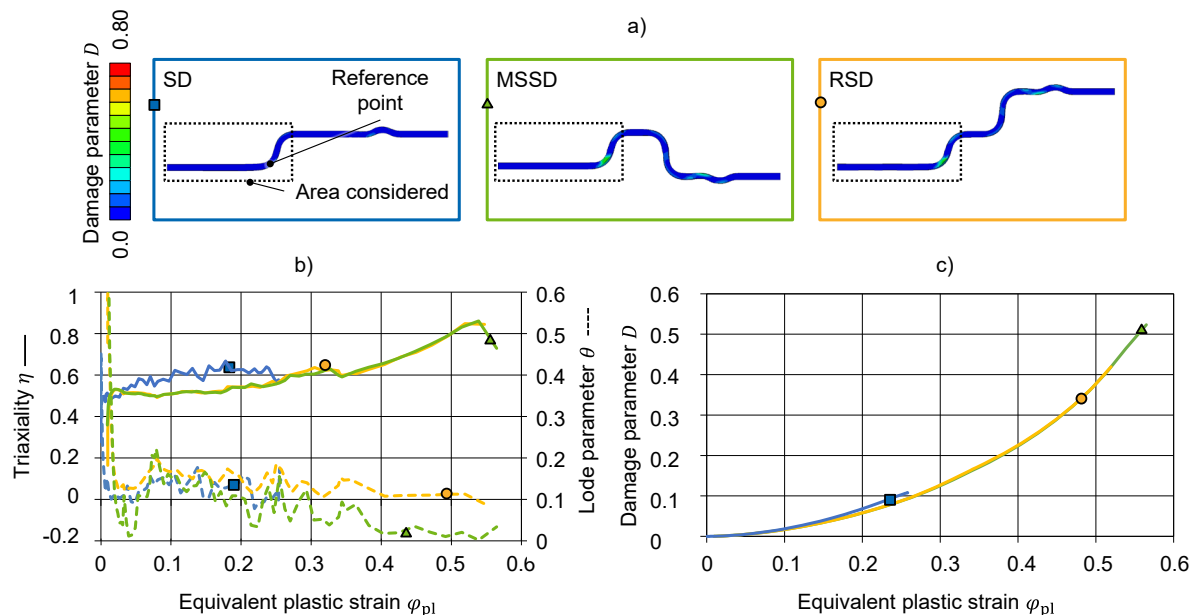 a)
Damage parameter D
0.0
0.80
SD
Reference
point
Area considered
MSSD
RSD
b)
Triaxiality η
1
0.8
0.6
0.4
0.2
0
-0.2
0.6
0.5
0.4
0.3
0.2
0.1
0
Lode parameter θ
0 0.1 0.2 0.3 0.4 0.5 0.6
Equivalent plastic strain φpl
c)
Damage parameter D
0.6
0.5
0.4
0.3
0.2
0.1
0
0 0.1 0.2 0.3 0.4 0.5 0.6
Equivalent plastic strain φpl